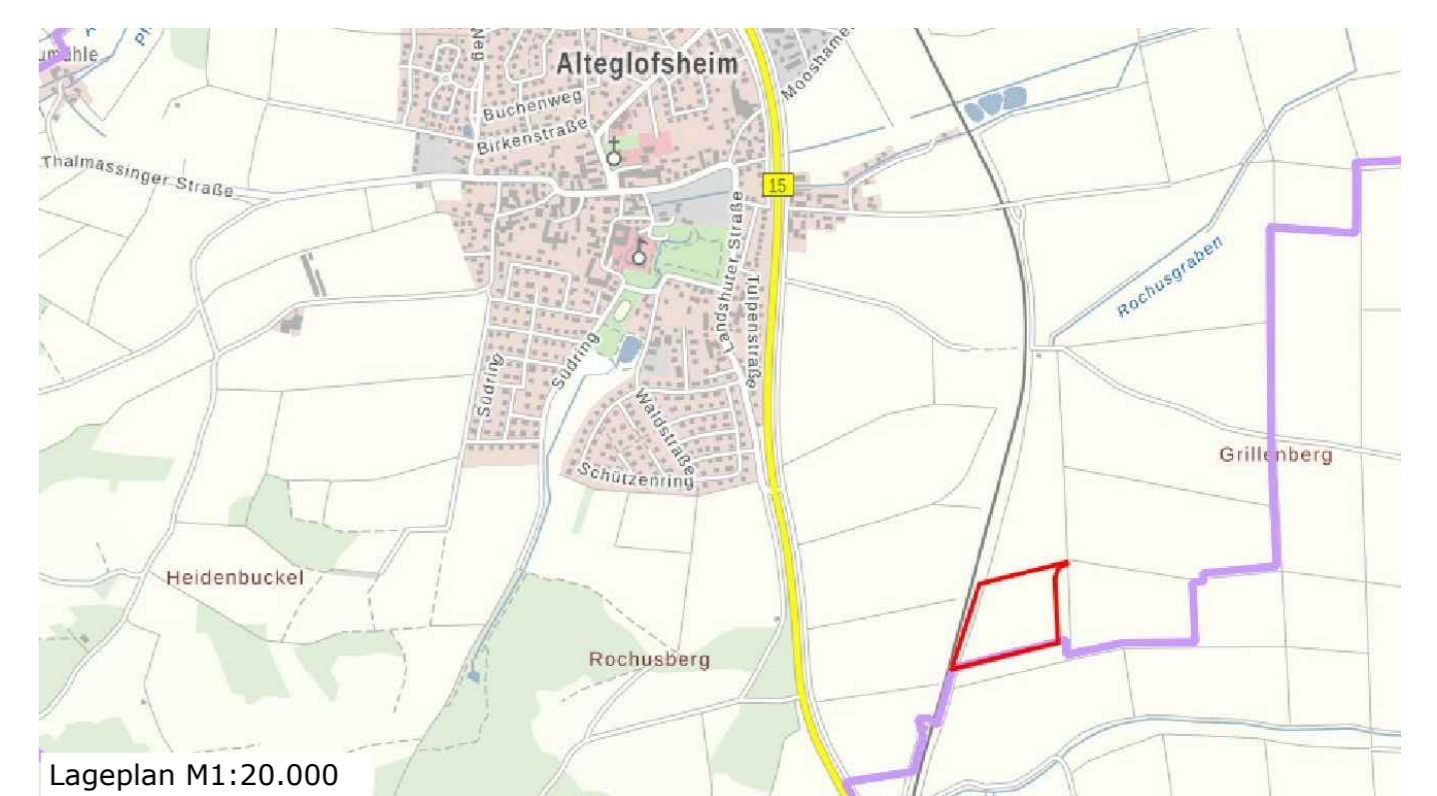 Alteglofsheim
Buchenweg
Birkenstraße
Thalmassinger Straße
15
Landshuter Straße
Tulpenstraße
Rochusgraben
Südring
Südring
Waldstraße
Schützenring
Grillenberg
Heidenbuckel
Rochusberg
Lageplan M1:20.000